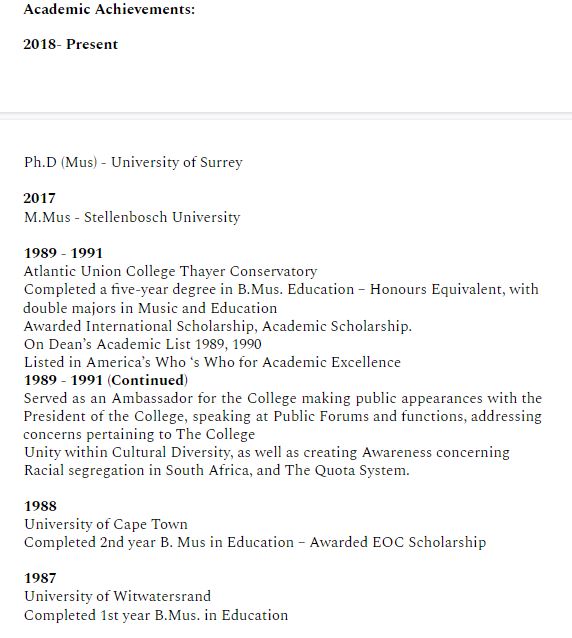 Academic Achievements:
2018- Present
Ph.D (Mus) - University of Surrey
2017
M.Mus - Stellenbosch University
1989 - 1991
Atlantic Union College Thayer Conservatory
Completed a five-year degree in B.Mus. Education – Honours Equivalent, with
double majors in Music and Education
Awarded International Scholarship, Academic Scholarship.
On Dean's Academic List 1989, 1990
Listed in America's Who 's Who for Academic Excellence
1989 - 1991 (Continued)
Served as an Ambassador for the College making public appearances with the
President of the College, speaking at Public Forums and functions, addressing
concerns pertaining to The College
Unity within Cultural Diversity, as well as creating Awareness concerning
Racial segregation in South Africa, and The Quota System.
1988
University of Cape Town
Completed 2nd year B. Mus in Education – Awarded EOC Scholarship
1987
University of Witwatersrand
Completed 1st year B.Mus. in Education